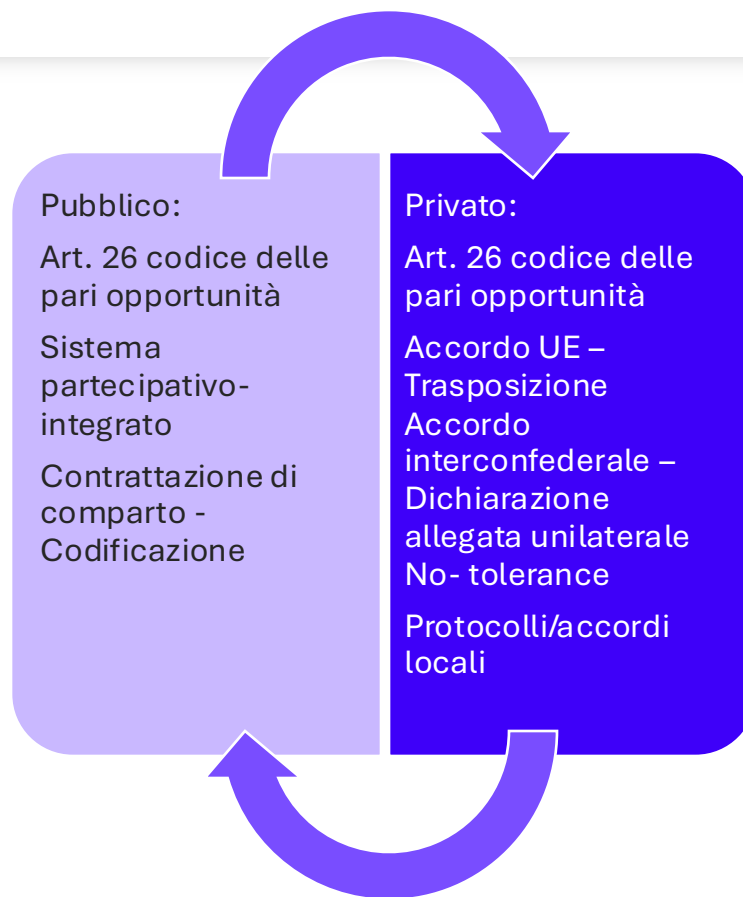 Pubblico:
Art. 26 codice delle
pari opportunità
Sistema
partecipativo-
integrato
Contrattazione di
comparto -
Codificazione
Privato:
Art. 26 codice delle
pari opportunità
Accordo UE –
Trasposizione
Accordo
interconfederale –
Dichiarazione
allegata unilaterale
No- tolerance
Protocolli/accordi
locali